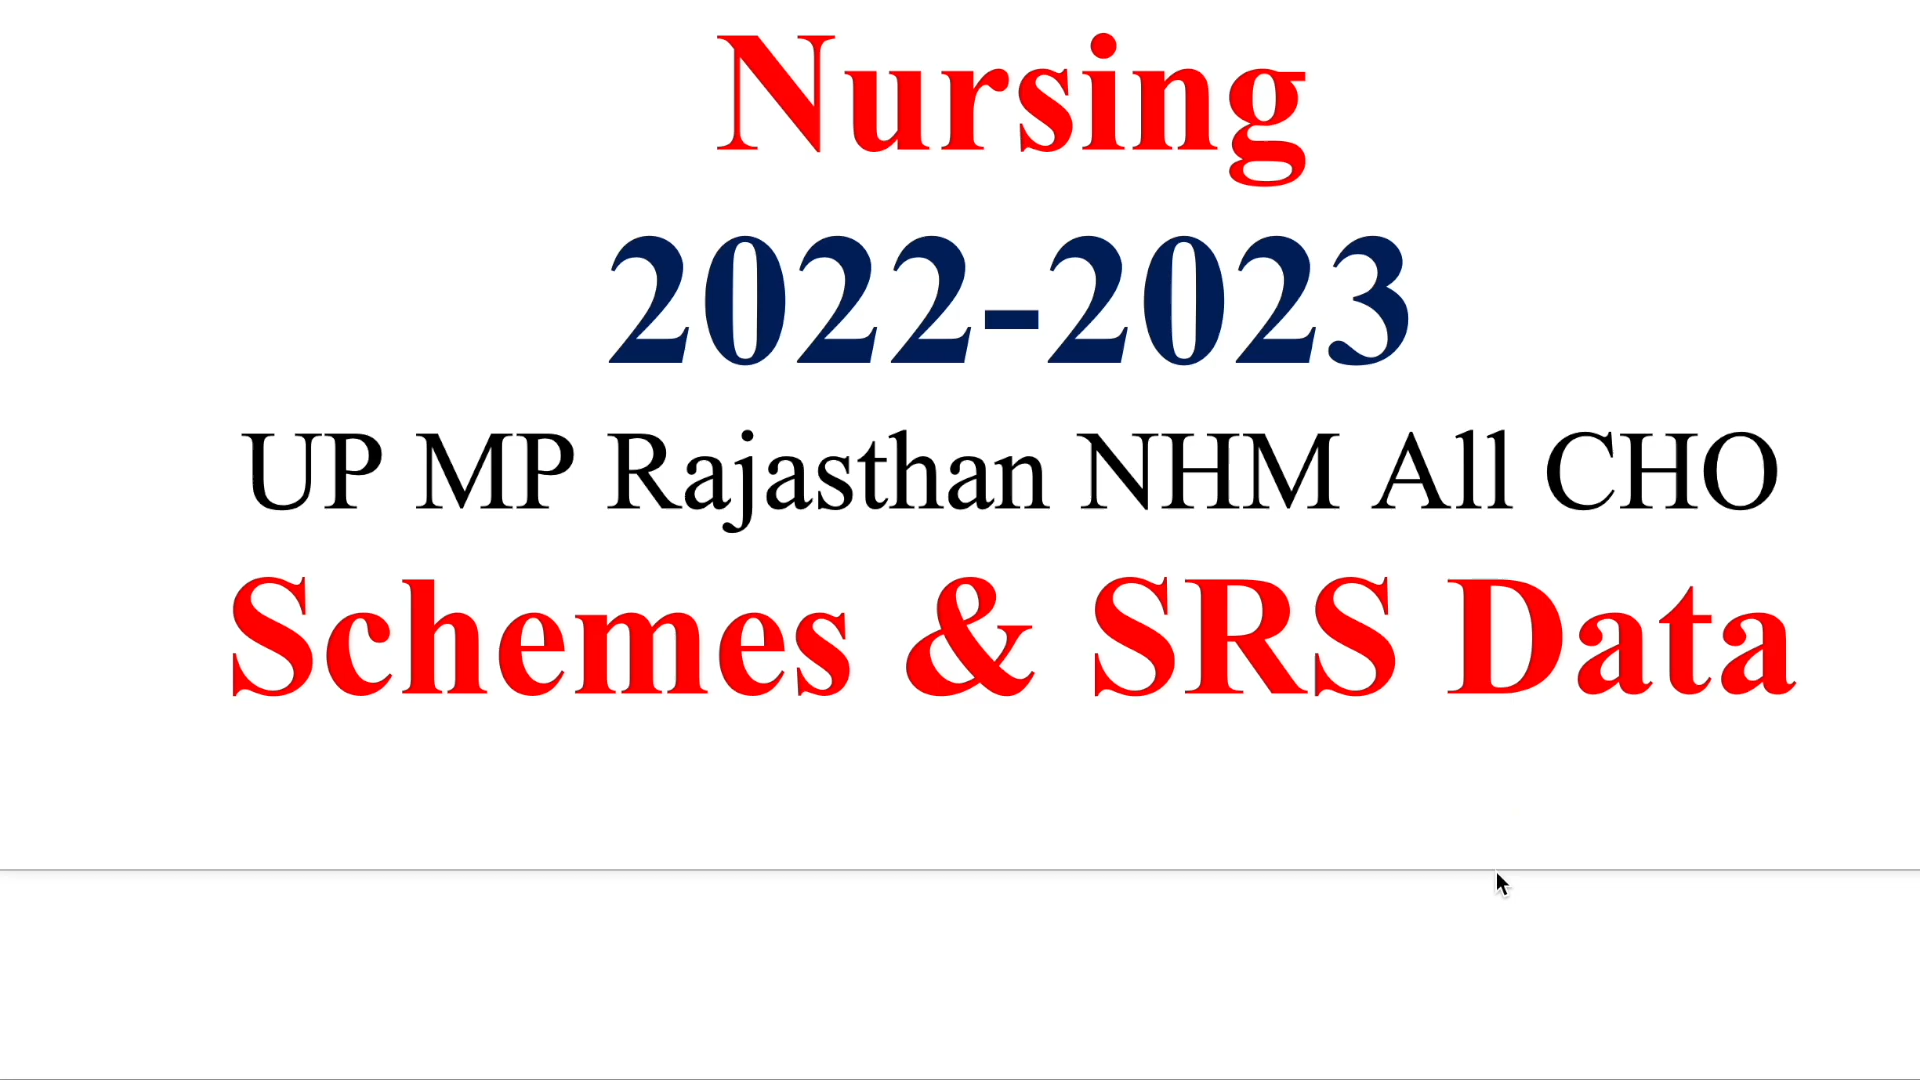 Nursing
2022-2023
UP MP Rajasthan NHM All CHO
Schemes & SRS Data